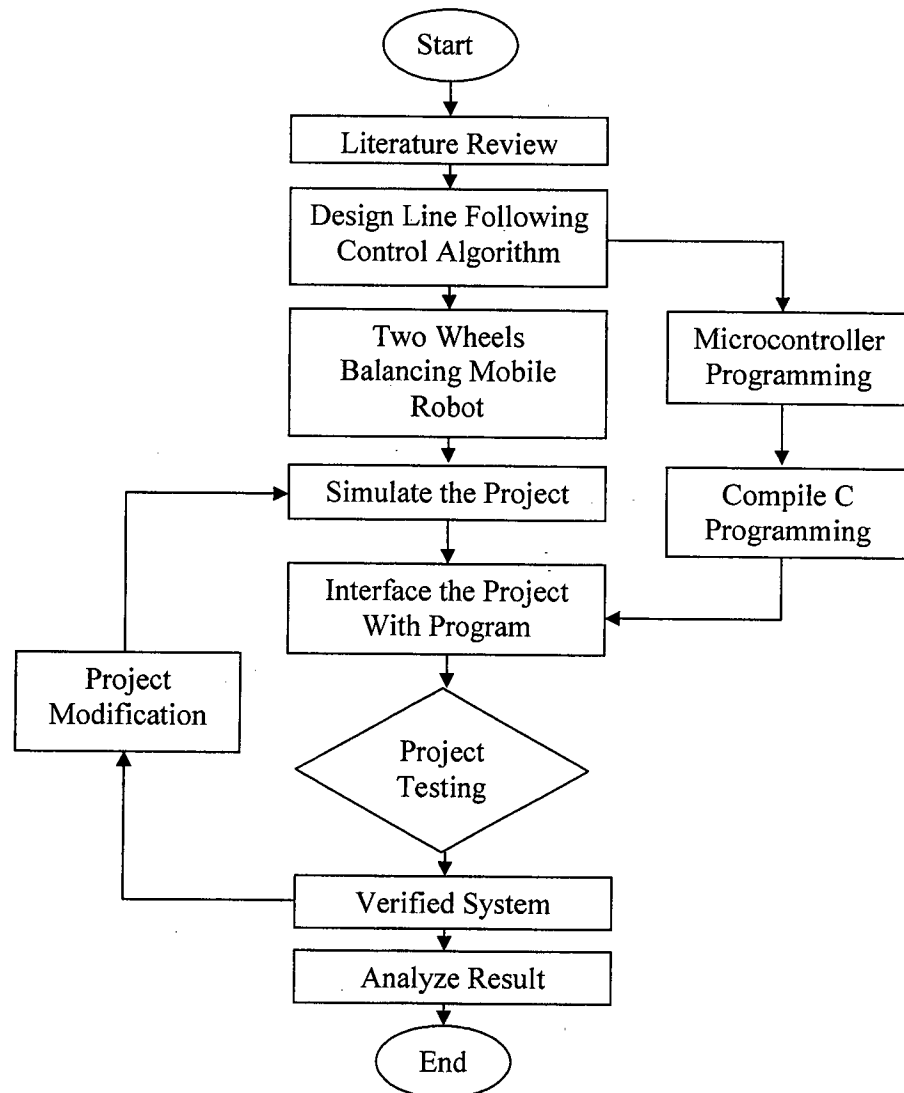 Start
Literature Review
Design Line Following
Control Algorithm
Two Wheels
Balancing Mobile
Robot
Microcontroller
Programming
Simulate the Project
Compile C
Programming
Interface the Project
With Program
Project
Modification
Project
Testing
Verified System
Analyze Result
End